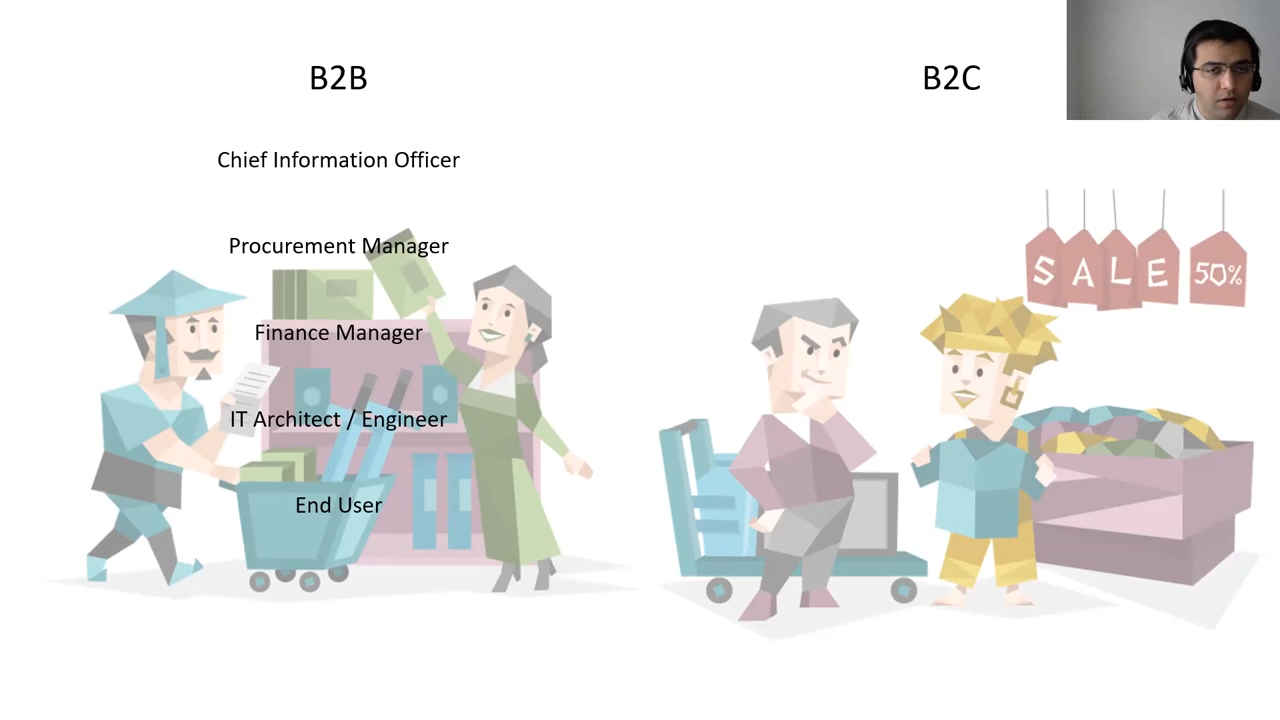 B2B
Chief Information Officer
Procurement Manager
Finance Manager
IT Architect / Engineer
End User
B2C
SALE 50%